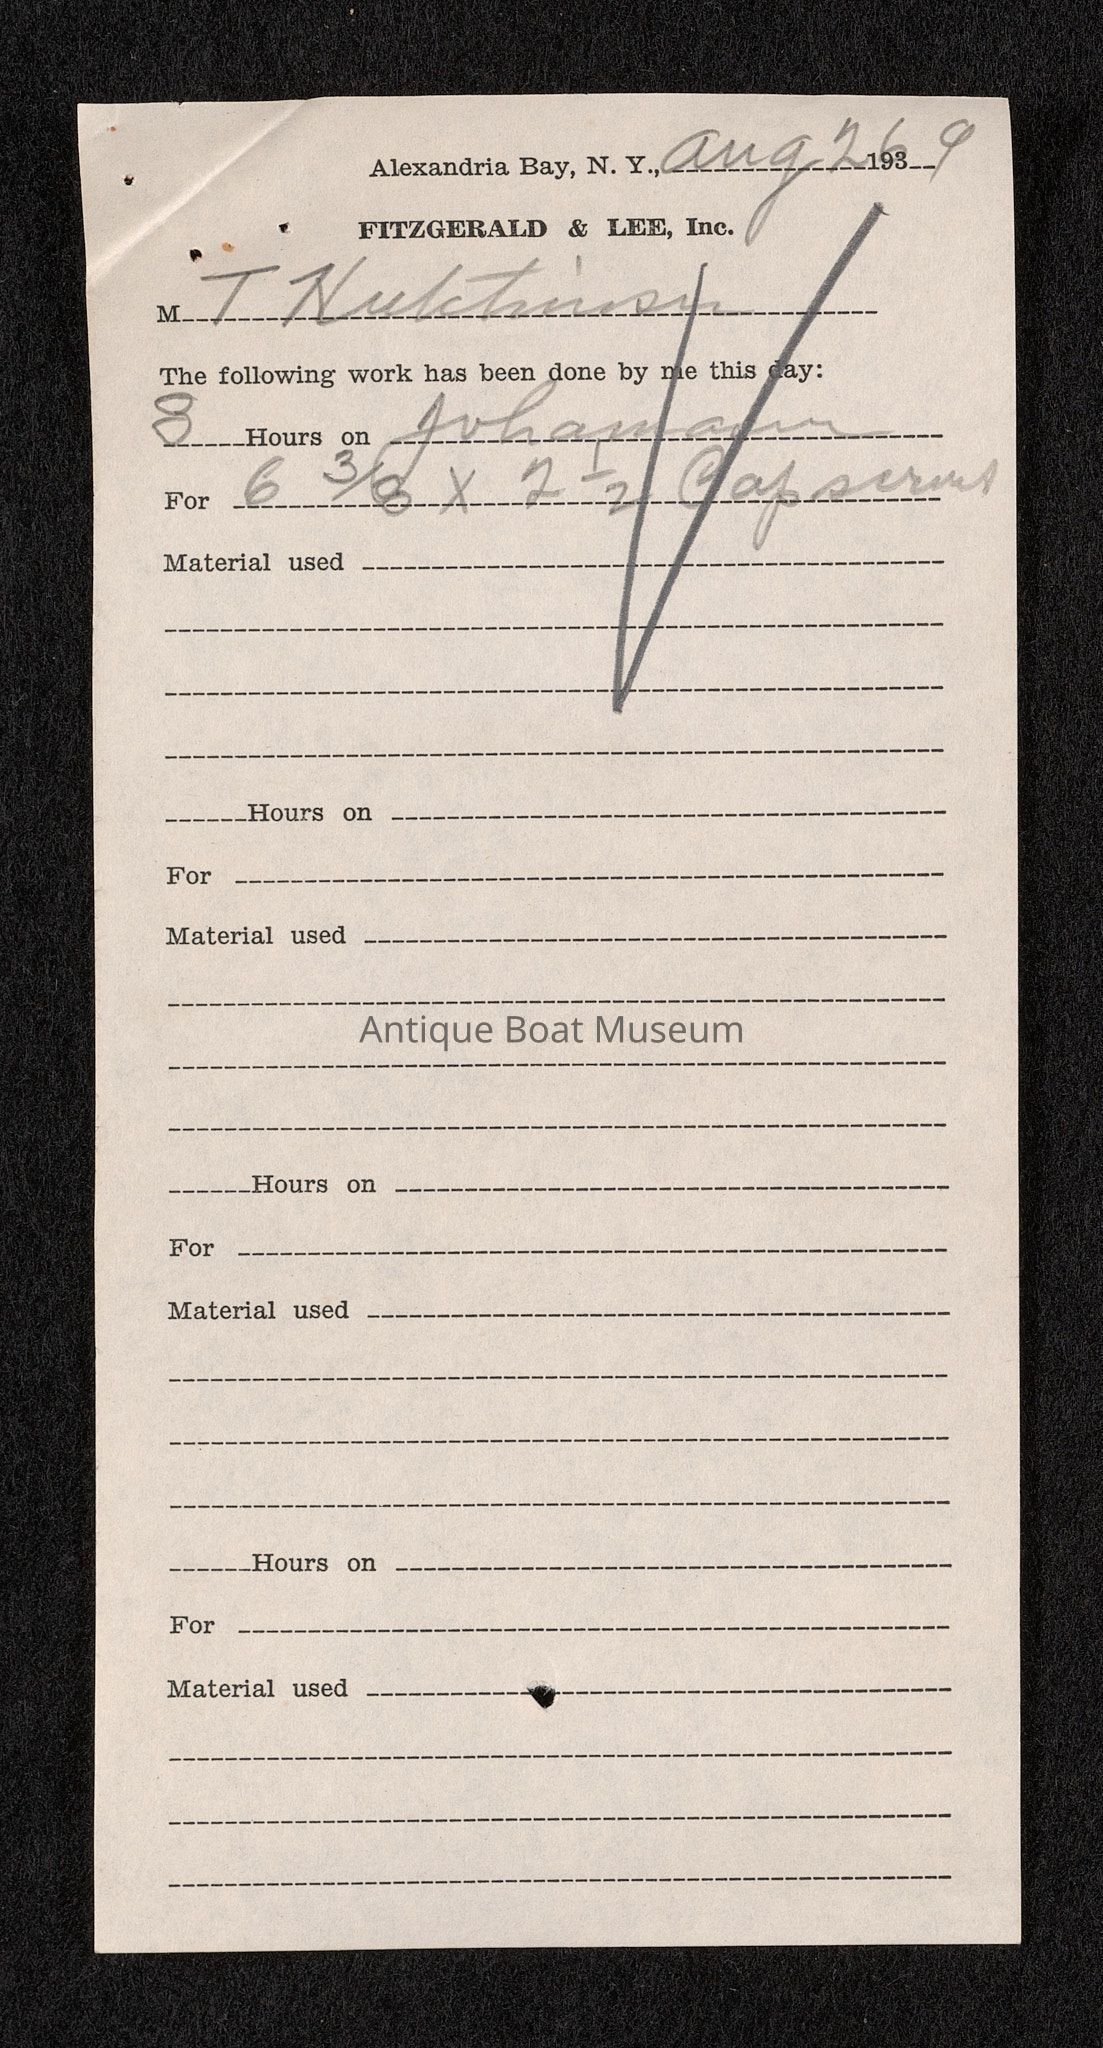 Alexandria Bay, N. Y., Aug 26 1939
FITZGERALD & LEE, Inc.
M T Hutchinson
The following work has been done by me this day:
8 Hours on
For 6 3/8 x 2 1/2 Cap screws
Material used
Hours on
For
Material used
Antique Boat Museum
Hours on
For
Material used
Hours on
For
Material used